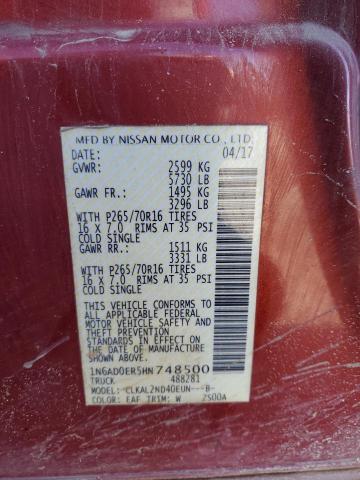 MFD BY NISSAN MOTOR CO., LTD.
DATE: 04/17
GVWR: 2599 KG
5730 LB
GAWR FR.: 1495 KG
3296 LB
WITH P265/70R16 TIRES
16 x 7.0 RIMS AT 35 PSI
COLD SINGLE
GAWR RR.: 1511 KG
3331 LB
WITH P265/70R16 TIRES
16 x 7.0 RIMS AT 35 PSI
COLD SINGLE
THIS VEHICLE CONFORMS TO
ALL APPLICABLE FEDERAL
MOTOR VEHICLE SAFETY
AND THEFT PREVENTION
STANDARDS IN EFFECT ON
THE DATE OF MANUFACTURE
SHOWN ABOVE.
1N6AD0ER5HN748500
TRUCK 488281
MODEL: CLKAL2ND40EUN---B-
COLOR: EAF TRIM: W 2S00A